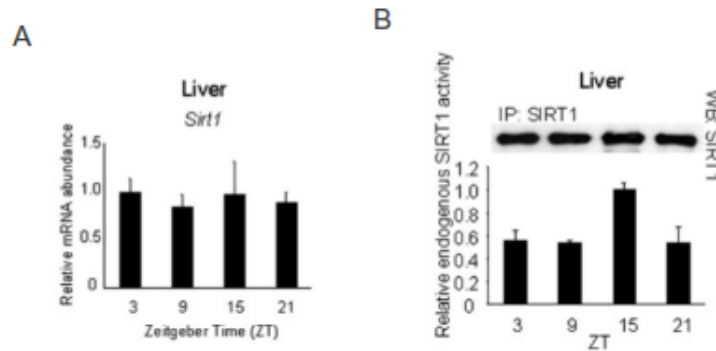 A
Liver
Sirt1
Relative mRNA abundance
1.5
1.0
0.5
0
3 9 15 21
Zeitgeber Time (ZT)
B
Liver
IP: SIRT1
WB: SIRT1
Relative endogenous SIRT1 activity
1.2
1.0
0.8
0.6
0.4
0.2
0
3 9 15 21
ZT